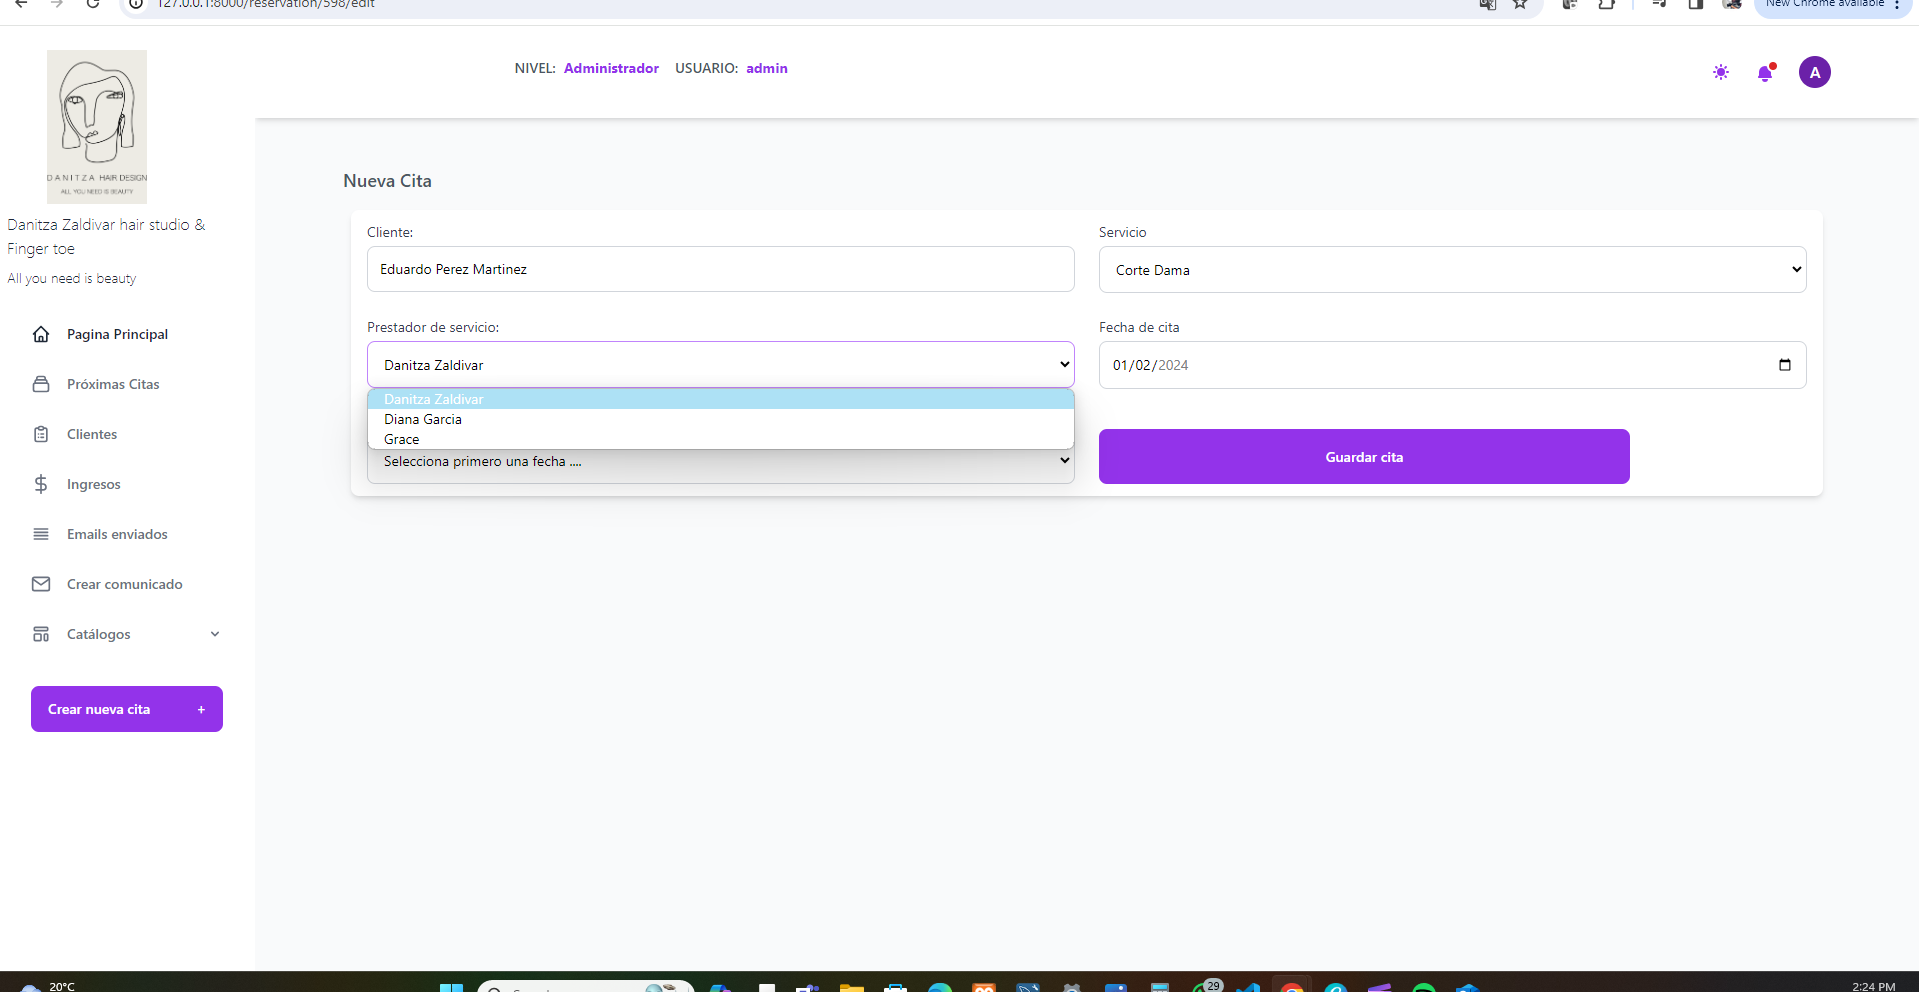 127.0.0.1:8000/reservation/598/edit
New Chrome available
DANITZA HAIR DESIGN
ALL YOU NEED IS BEAUTY
Danitza Zaldivar hair studio &
Finger toe
All you need is beauty
Pagina Principal
Próximas Citas
Clientes
Ingresos
Emails enviados
Crear comunicado
Catálogos
Crear nueva cita +
NIVEL: Administrador USUARIO: admin
A
Nueva Cita
Cliente:
Eduardo Perez Martinez
Servicio
Corte Dama
Prestador de servicio:
Danitza Zaldivar
Danitza Zaldivar
Diana Garcia
Grace
Fecha de cita
01/02/2024
Selecciona primero una fecha ....
Guardar cita
20°C
29
2:24 PM